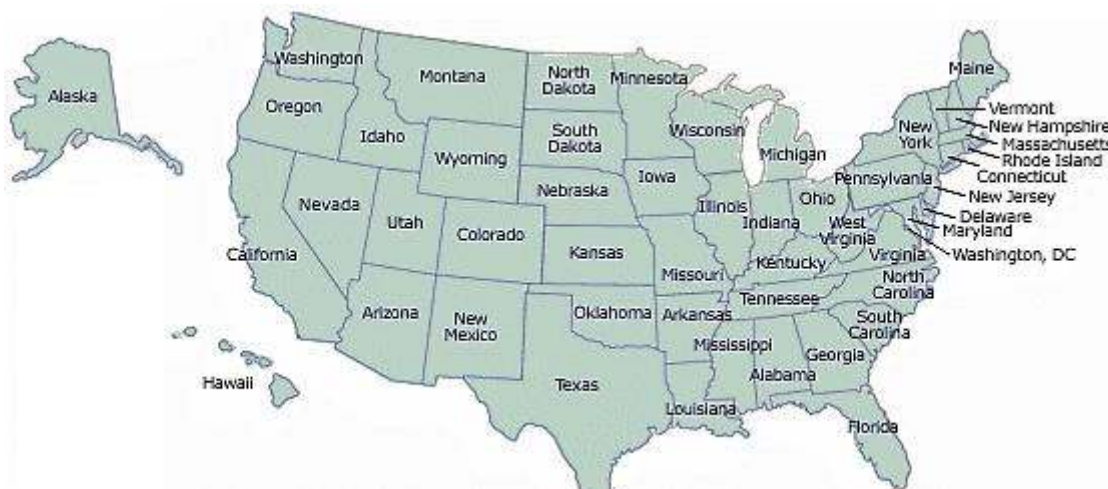 Alaska
Washington
Oregon
Idaho
Montana
Wyoming
North
Dakota
South
Dakota
Nebraska
Minnesota
Wisconsin
Iowa
Michigan
Illinois
Indiana
Ohio
Maine
Vermont
New Hampshire
Massachusetts
Rhode Island
Connecticut
New
York
Pennsylvania
New Jersey
Delaware
Maryland
Washington, DC
West
Virginia
Virginia
California
Nevada
Utah
Colorado
Kansas
Missouri
Kentucky
Arizona
New
Mexico
Oklahoma
Arkansas
Tennessee
North
Carolina
South
Carolina
Mississippi
Alabama
Georgia
Texas
Louisiana
Florida
Hawaii